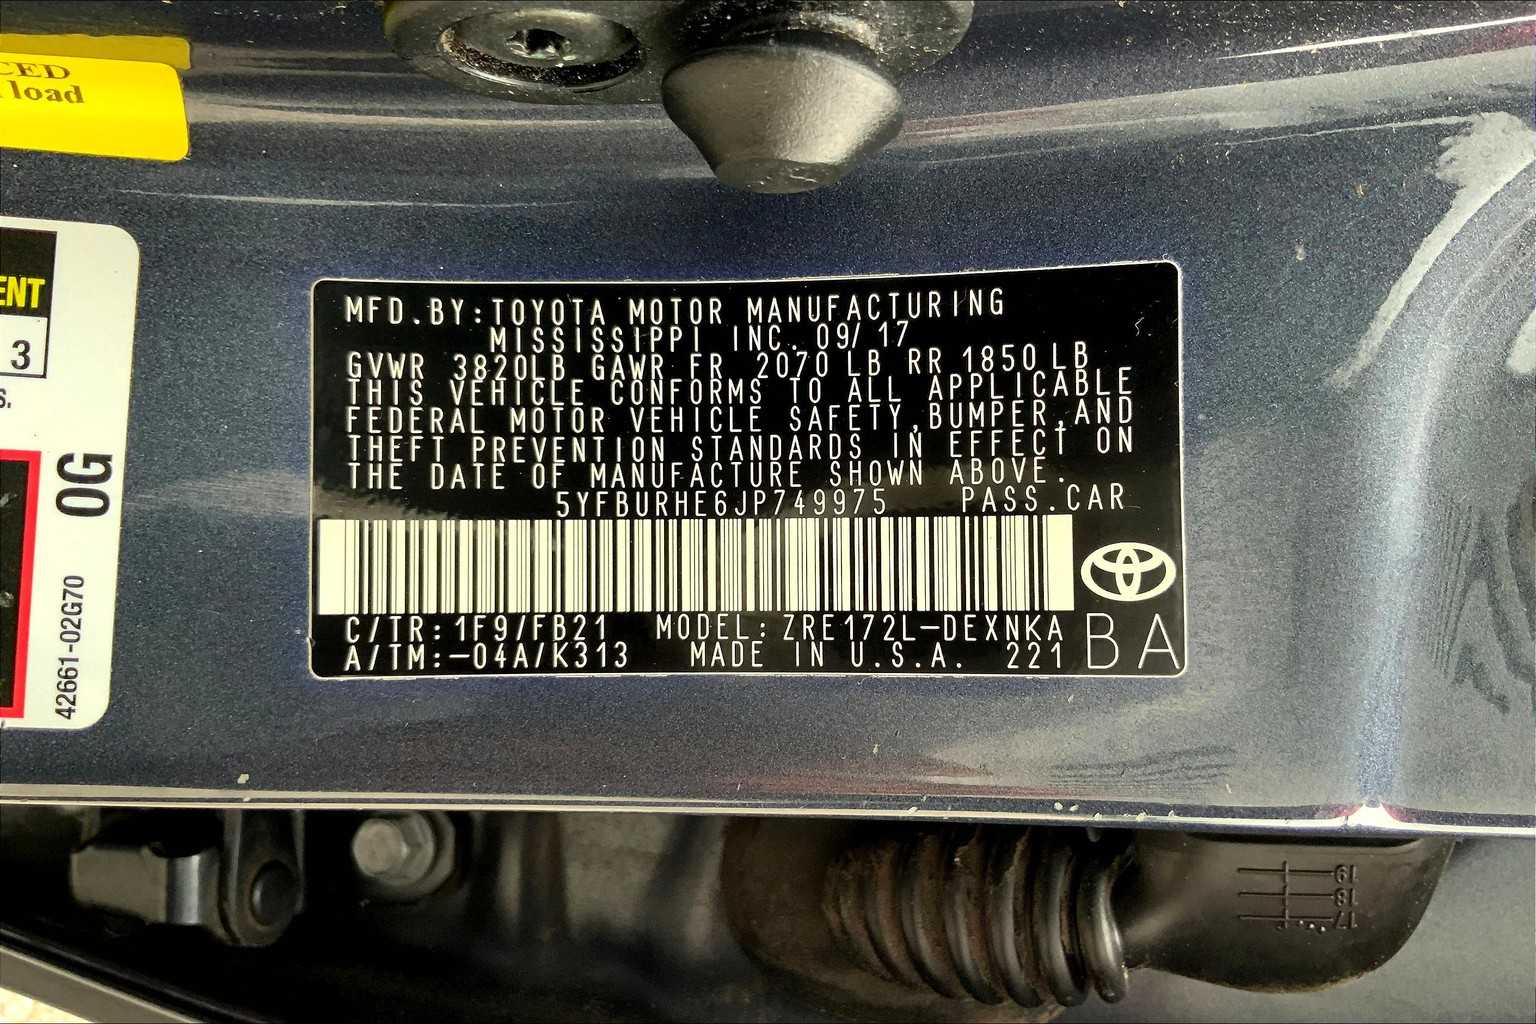 CED
load
ENT
3
S.
0G
42661-02G70
MFD.BY:TOYOTA MOTOR MANUFACTURING
MISSISSIPPI INC. 09/17
GVWR 3820LB GAWR FR 2070 LB RR 1850 LB
THIS VEHICLE CONFORMS TO ALL APPLICABLE
FEDERAL MOTOR VEHICLE SAFETY,BUMPER,AND
THEFT PREVENTION STANDARDS IN EFFECT ON
THE DATE OF MANUFACTURE SHOWN ABOVE.
5YFBURHE6JP749975 PASS.CAR
C/TR:1F9/FB21 MODEL:ZRE172L-DEXNKA
A/TM:-04A/K313 MADE IN U.S.A. 221
BA
19
18
17